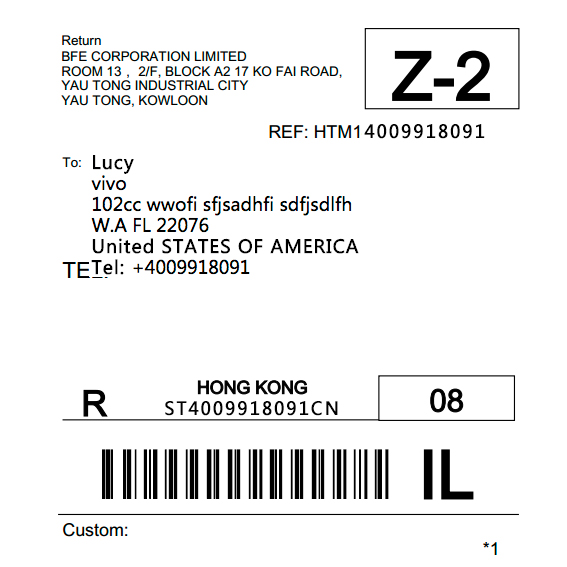 Return
BFE CORPORATION LIMITED
ROOM 13 , 2/F, BLOCK A2 17 KO FAI ROAD,
YAU TONG INDUSTRIAL CITY
YAU TONG, KOWLOON
Z-2
REF: HTM14009918091
To: Lucy
vivo
102cc wwofi sfjsadhfi sdfjsdlfh
W.A FL 22076
United STATES OF AMERICA
TE Tel: +4009918091
HONG KONG
R ST4009918091CN
08
IL
Custom:
*1